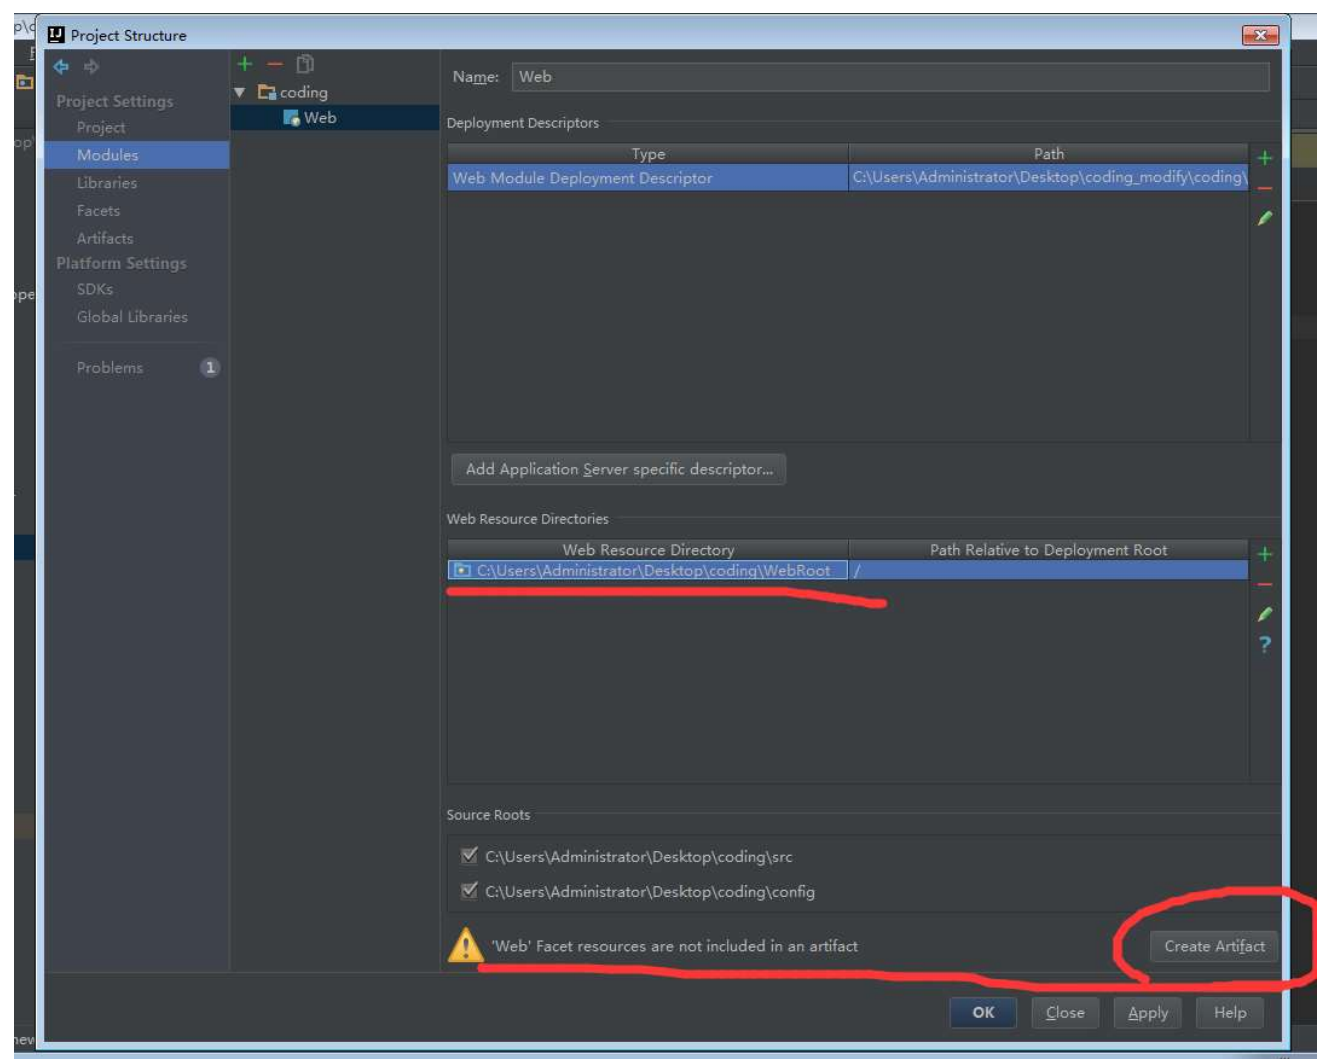 p\c
Project Structure
Project Settings
Project
Modules
Libraries
Facets
Artifacts
Platform Settings
SDKs
Global Libraries
Problems 1
coding
Web
Name: Web
Deployment Descriptors
Type Path
Web Module Deployment Descriptor C:\Users\Administrator\Desktop\coding_modify\coding\
Add Application Server specific descriptor...
Web Resource Directories
Web Resource Directory Path Relative to Deployment Root
C:\Users\Administrator\Desktop\coding\WebRoot /
?
Source Roots
C:\Users\Administrator\Desktop\coding\src
C:\Users\Administrator\Desktop\coding\config
'Web' Facet resources are not included in an artifact Create Artifact
OK Close Apply Help